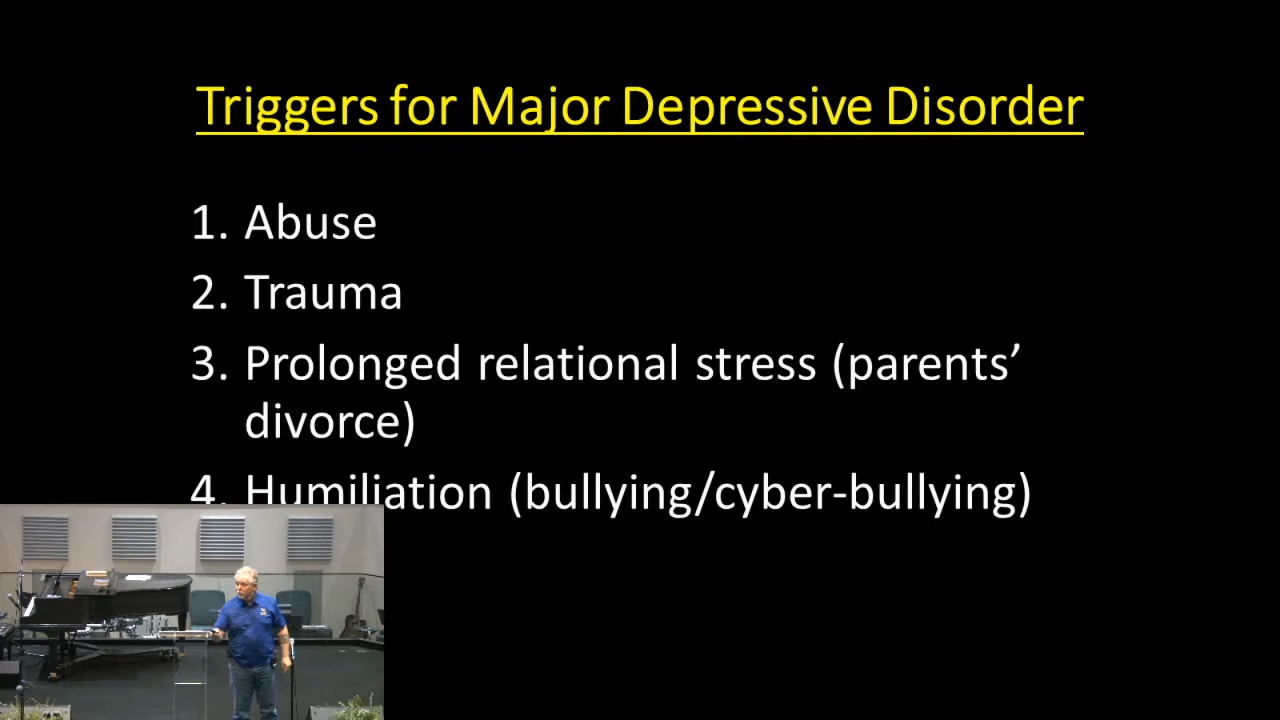 Triggers for Major Depressive Disorder
1. Abuse
2. Trauma
3. Prolonged relational stress (parents’
divorce)
4. Humiliation (bullying/cyber-bullying)